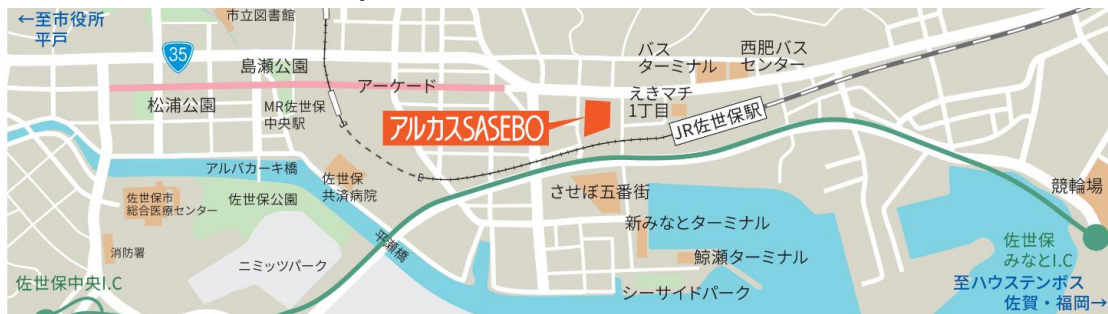 ←至市役所
平戸
市立図書館
35
島瀬公園
松浦公園
MR佐世保
中央駅
アーケード
アルカスSASEBO
バス
ターミナル
西肥バス
センター
えきマチ
1丁目
JR佐世保駅
アルバカーキ橋
佐世保市
総合医療センター
佐世保公園
佐世保
共済病院
させぼ五番街
新みなとターミナル
鯨瀬ターミナル
シーサイドパーク
競輪場
消防署
ニミッツパーク
平瀬橋
佐世保中央I.C
佐世保
みなとI.C
至ハウステンボス
佐賀・福岡→